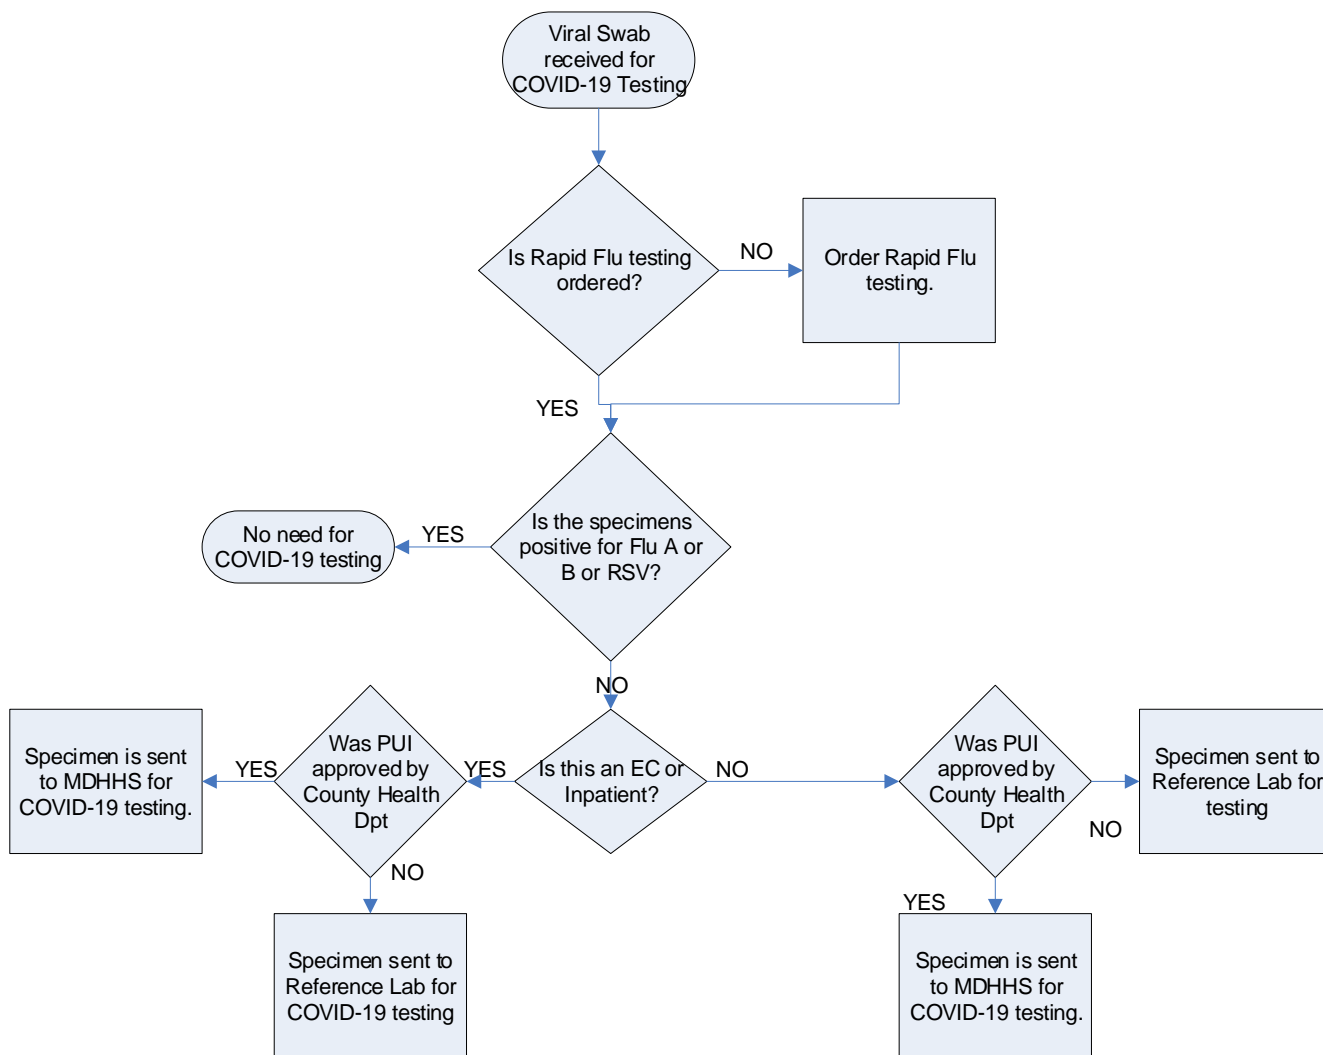 Viral Swab
received for
COVID-19 Testing
Is Rapid Flu testing
ordered?
NO
Order Rapid Flu
testing.
YES
Is the specimens
positive for Flu A or
B or RSV?
YES
No need for
COVID-19 testing
NO
Is this an EC or
Inpatient?
YES
Was PUI
approved by
County Health
Dpt
YES
Specimen is sent
to MDHHS for
COVID-19 testing.
NO
Specimen sent to
Reference Lab for
COVID-19 testing
NO
Was PUI
approved by
County Health
Dpt
NO
Specimen sent to
Reference Lab for
testing
YES
Specimen is sent
to MDHHS for
COVID-19 testing.